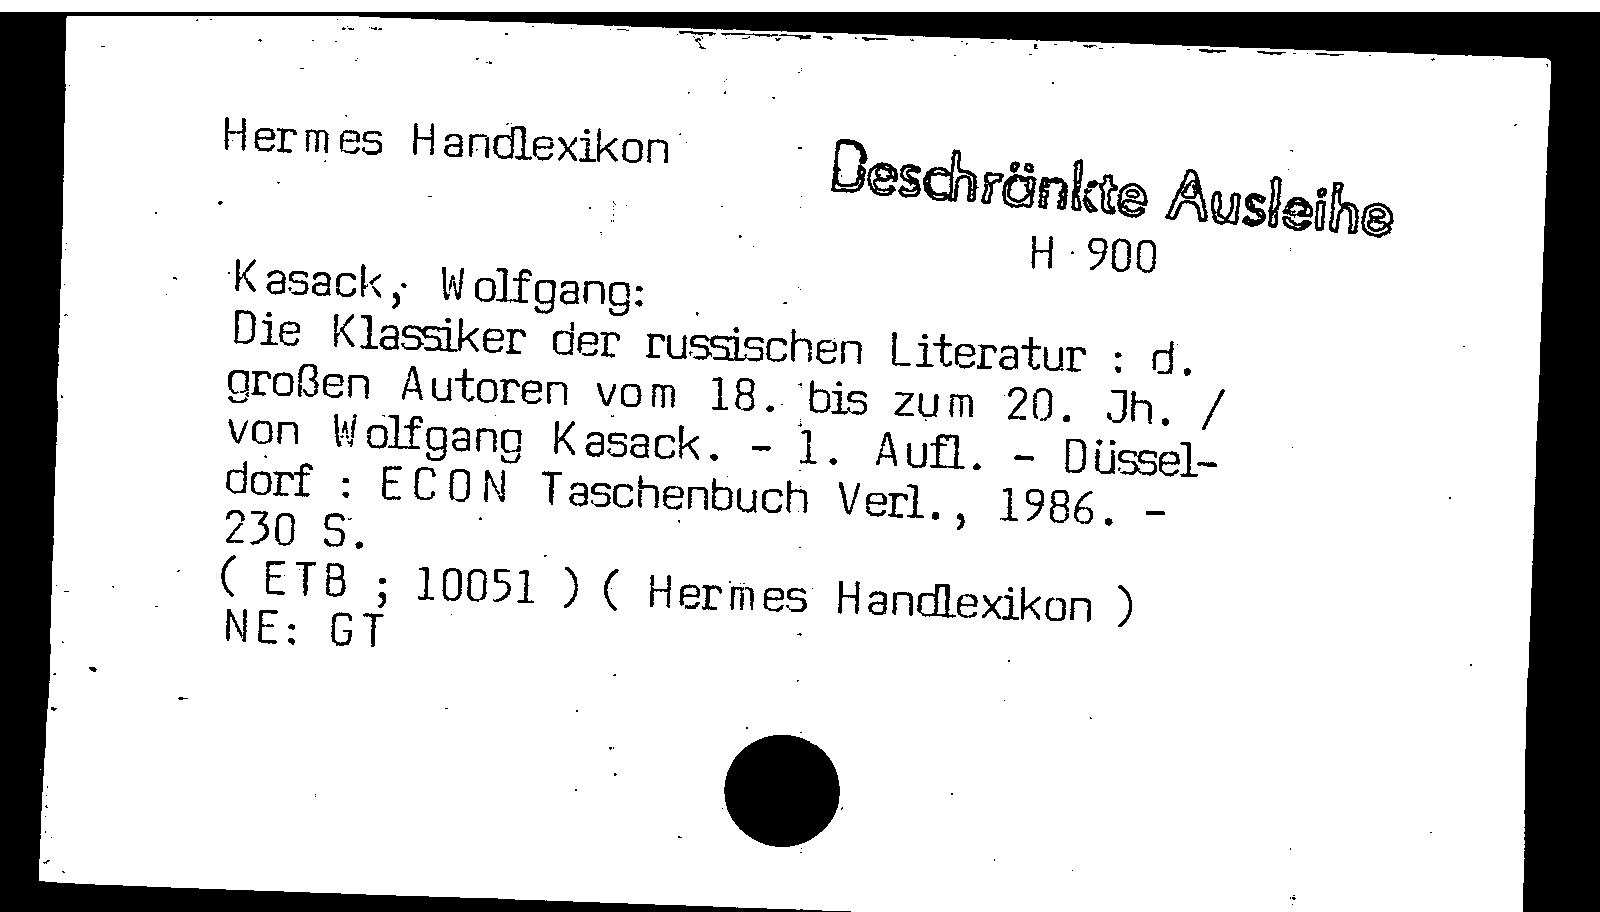 Hermes Handlexikon
Beschränkte Ausleihe
H 900
Kasack, Wolfgang:
Die Klassiker der russischen Literatur : d.
großen Autoren vom 18. bis zum 20. Jh. /
von Wolfgang Kasack. - 1. Aufl. - Düssel-
dorf : ECON Taschenbuch Verl., 1986. -
230 S.
( ETB ; 10051 ) ( Hermes Handlexikon )
NE: GT